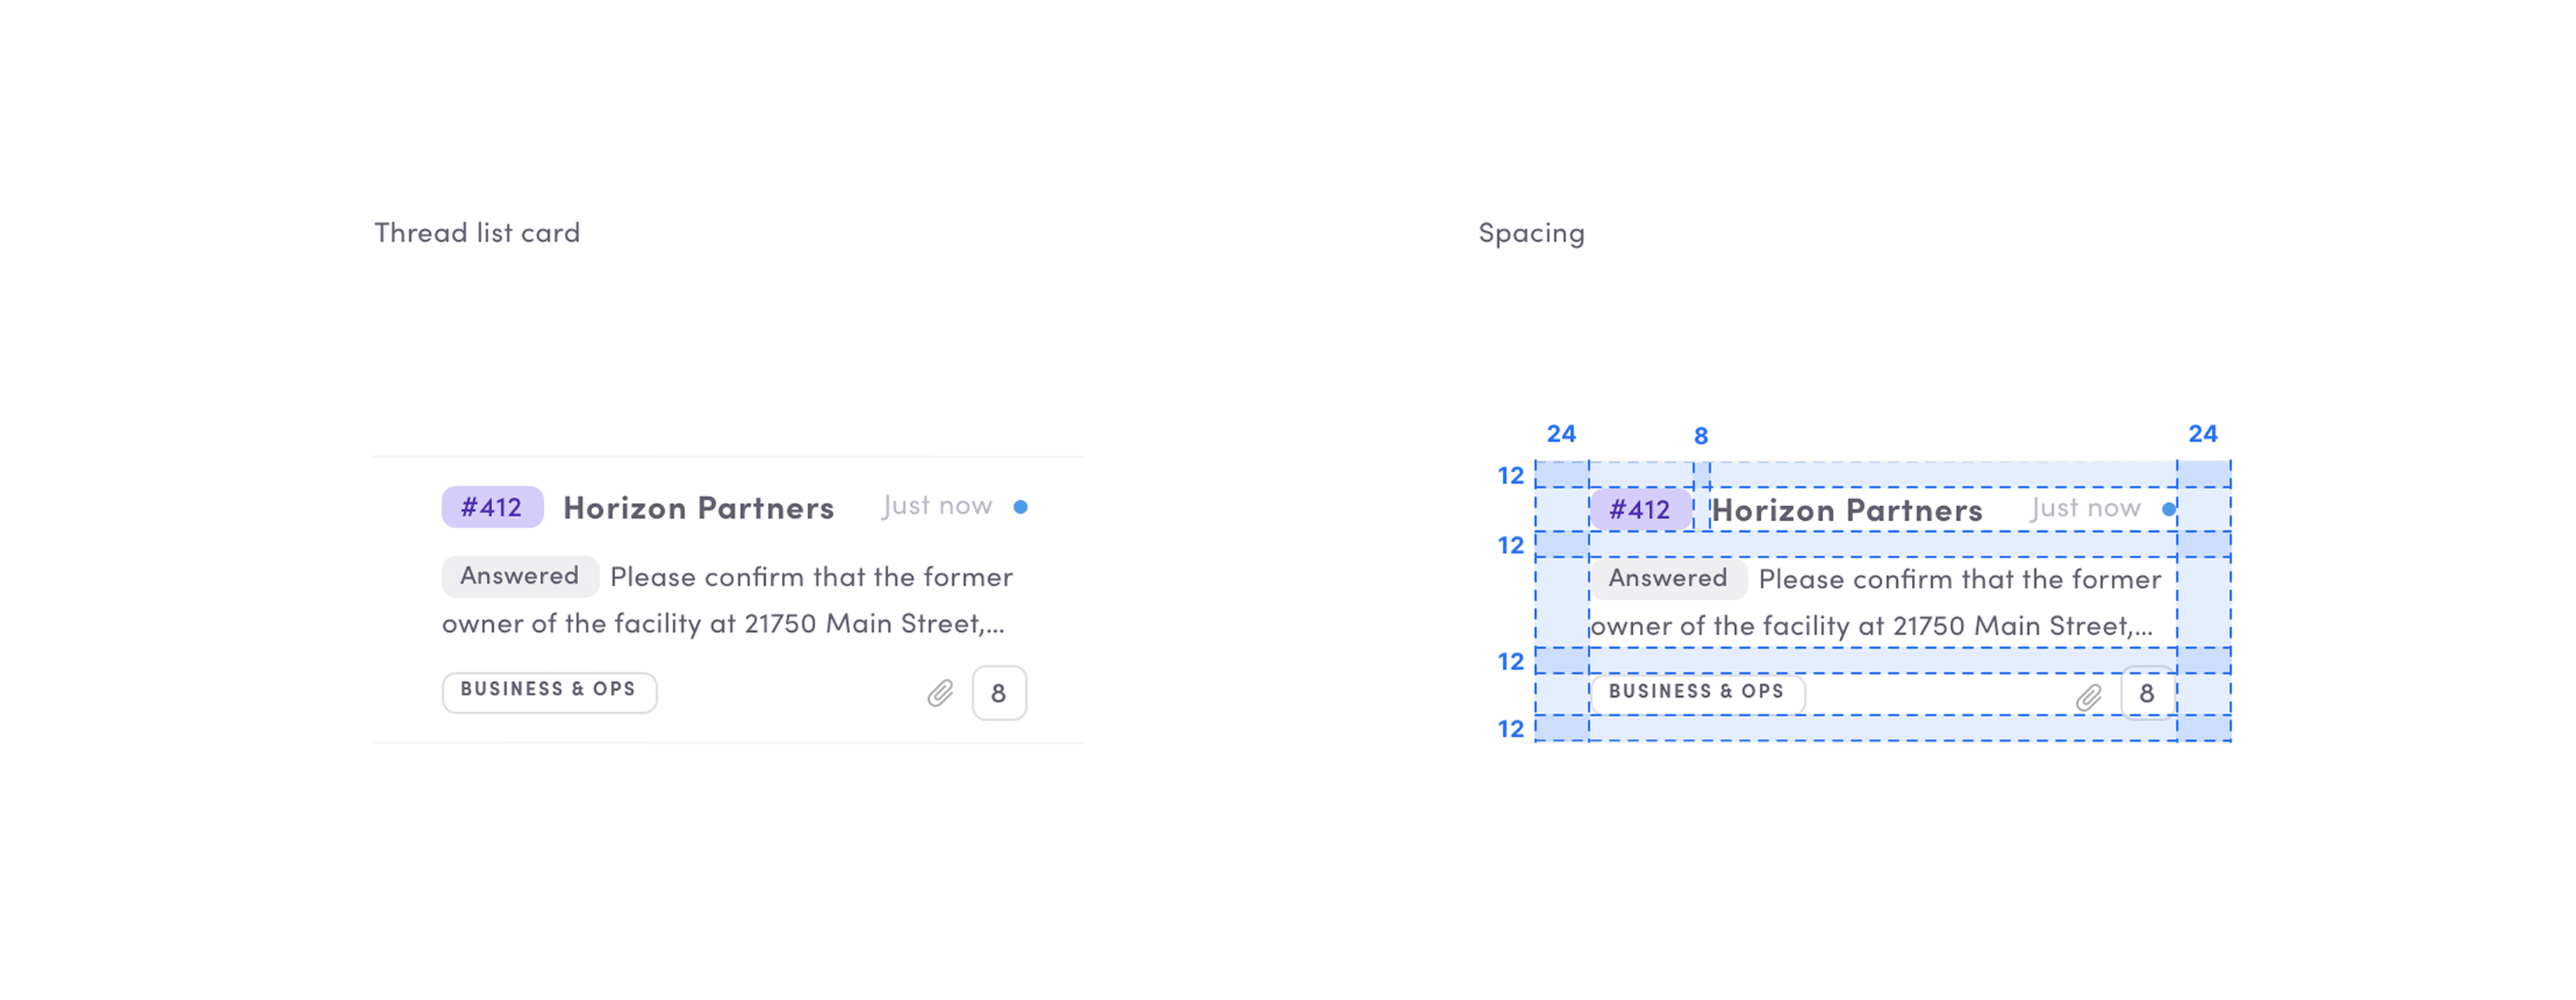 Thread list card
#412 Horizon Partners Just now
Answered Please confirm that the former
owner of the facility at 21750 Main Street,...
BUSINESS & OPS 8
Spacing
24 8 24
12
#412 Horizon Partners Just now
12
Answered Please confirm that the former
owner of the facility at 21750 Main Street,...
12
BUSINESS & OPS 8
12